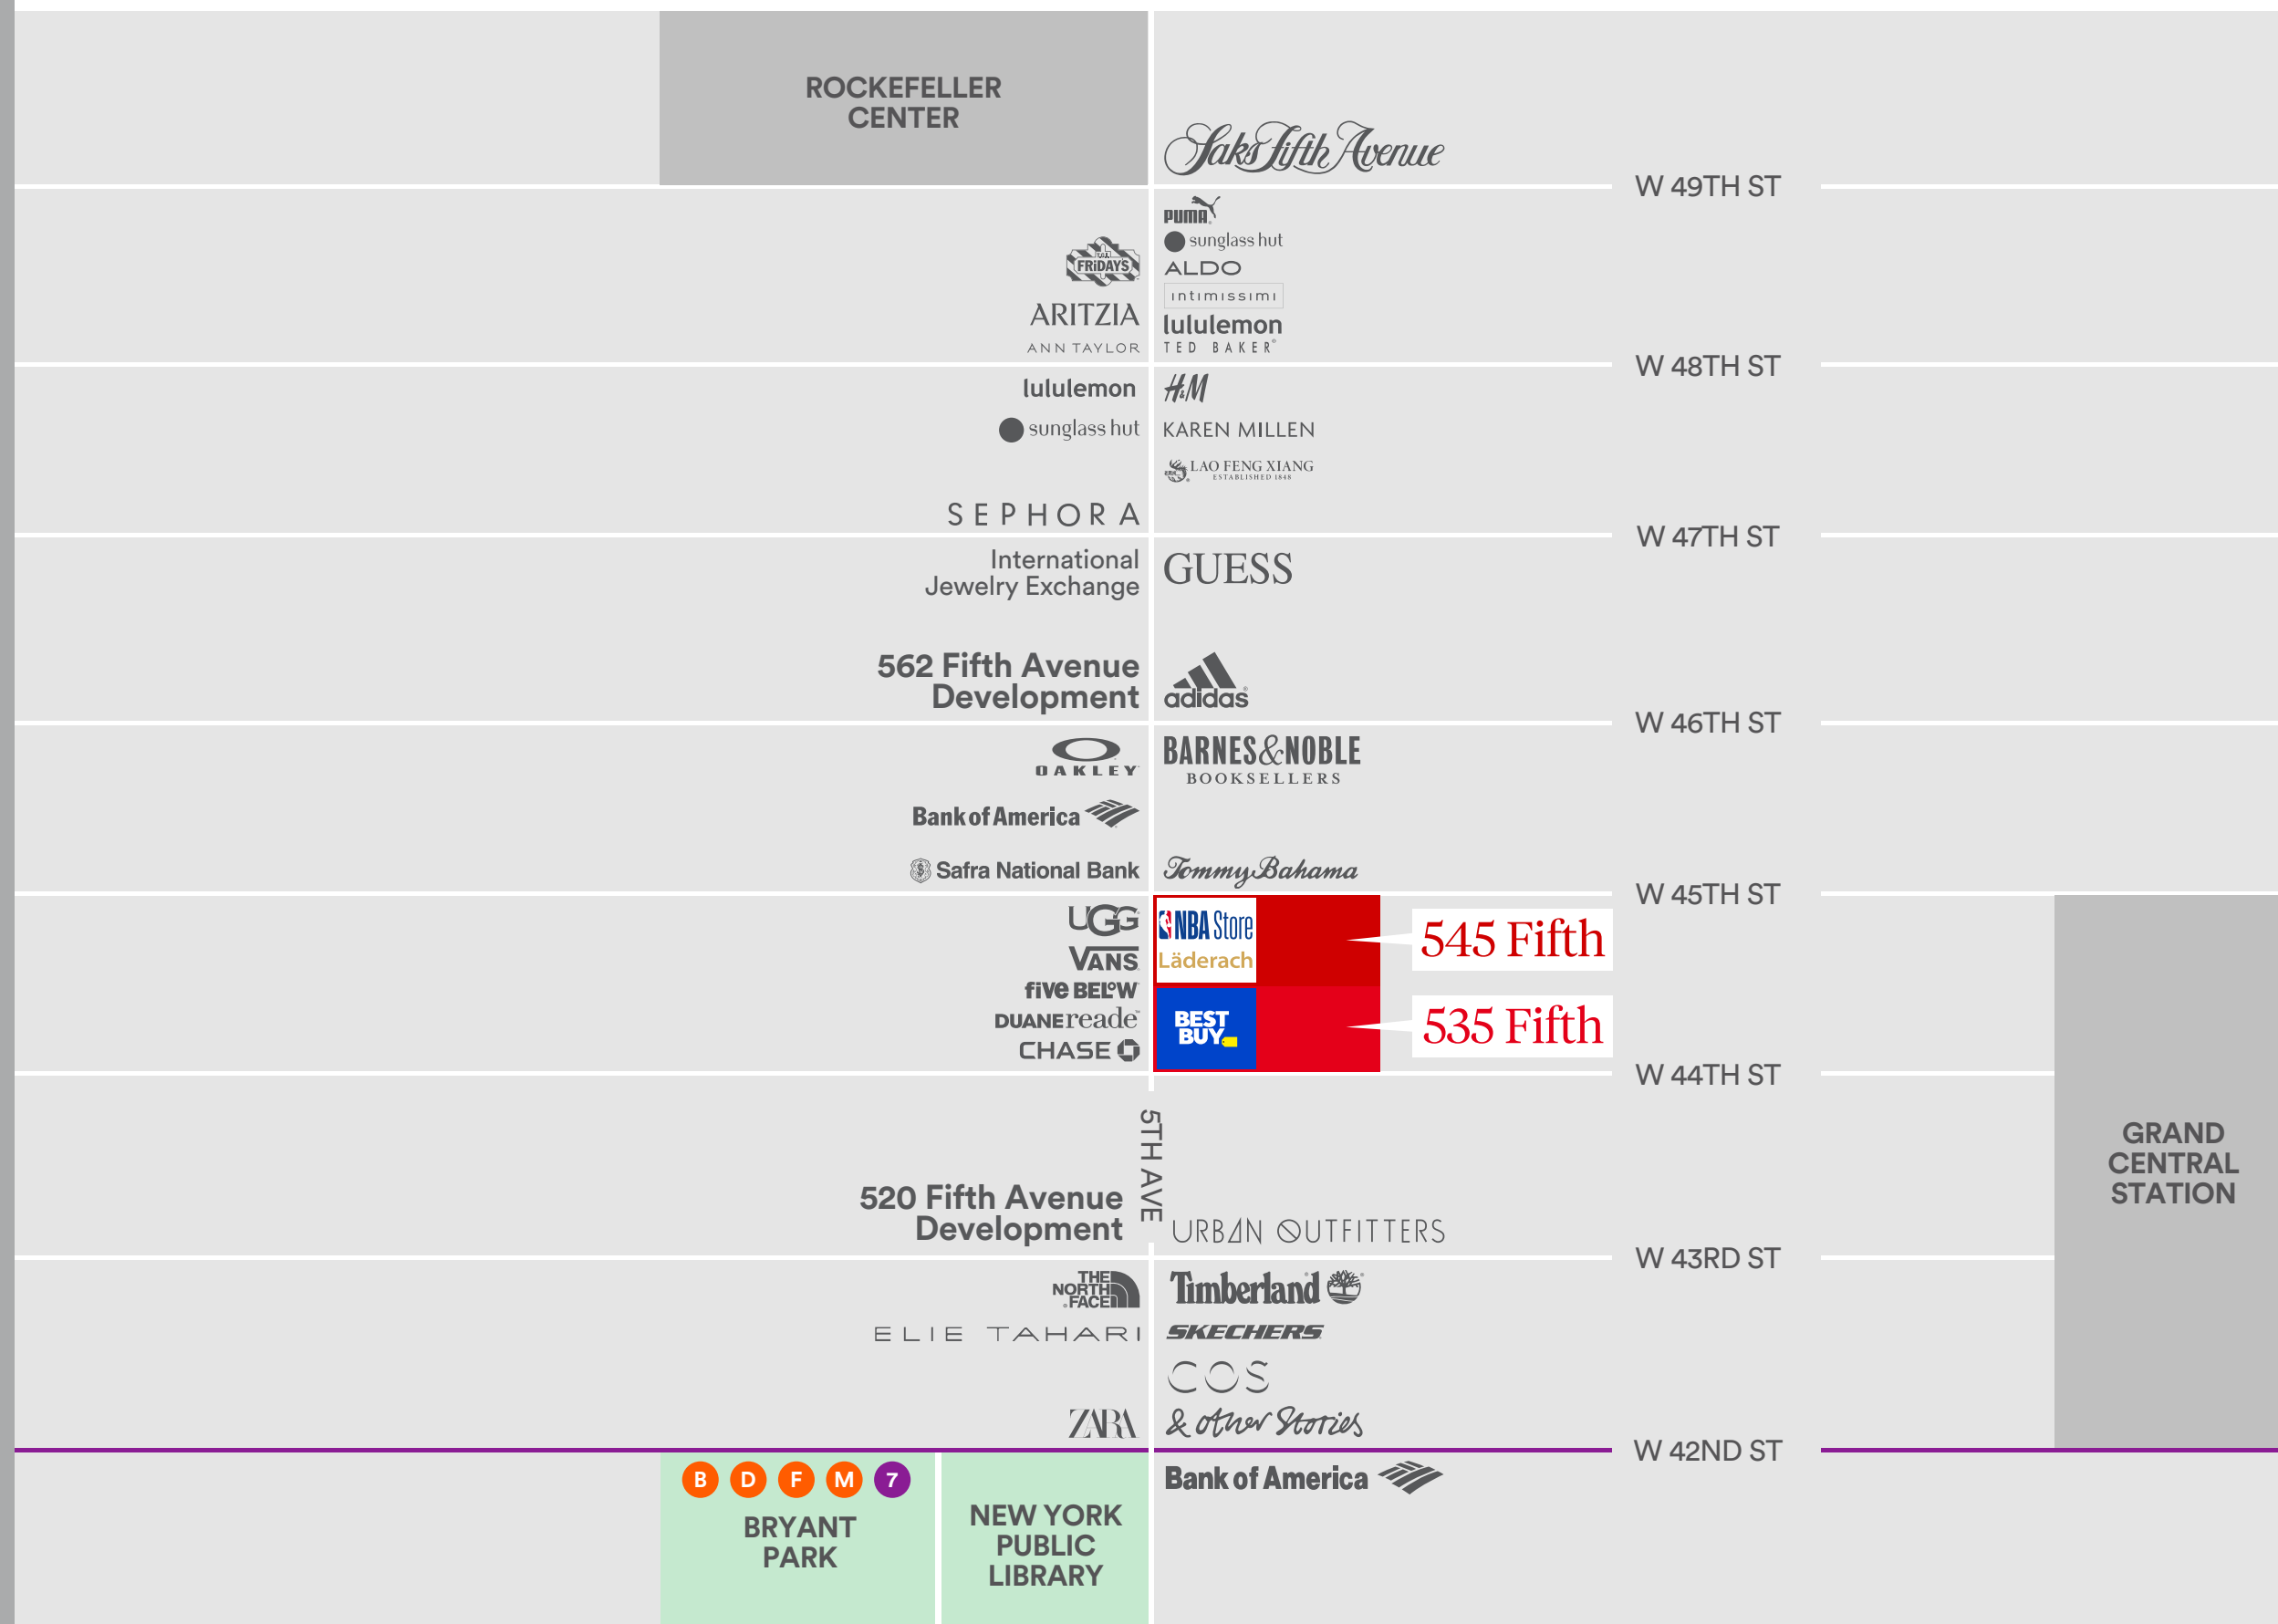 ROCKEFELLER
CENTER
Saks Fifth Avenue
W 49TH ST
PUMA
sunglass hut
ALDO
intimissimi
lululemon
TED BAKER
FRiDAYS
ARITZIA
ANN TAYLOR
W 48TH ST
lululemon
sunglass hut
SEPHORA
H&M
KAREN MILLEN
LAO FENG XIANG
ESTABLISHED 1848
W 47TH ST
International
Jewelry Exchange
562 Fifth Avenue
Development
GUESS
adidas
W 46TH ST
OAKLEY
Bank of America
Safra National Bank
BARNES&NOBLE
BOOKSELLERS
Tommy Bahama
W 45TH ST
UGG
VANS
fiVe BELoW
DUANEreade
CHASE
NBA Store
Läderach
545 Fifth
BEST
BUY
535 Fifth
W 44TH ST
5TH AVE
520 Fifth Avenue
Development
URBAN OUTFITTERS
W 43RD ST
THE
NORTH
FACE
ELIE TAHARI
ZARA
Timberland
SKECHERS
COS
& other Stories
GRAND
CENTRAL
STATION
W 42ND ST
B D F M 7
BRYANT
PARK
NEW YORK
PUBLIC
LIBRARY
Bank of America